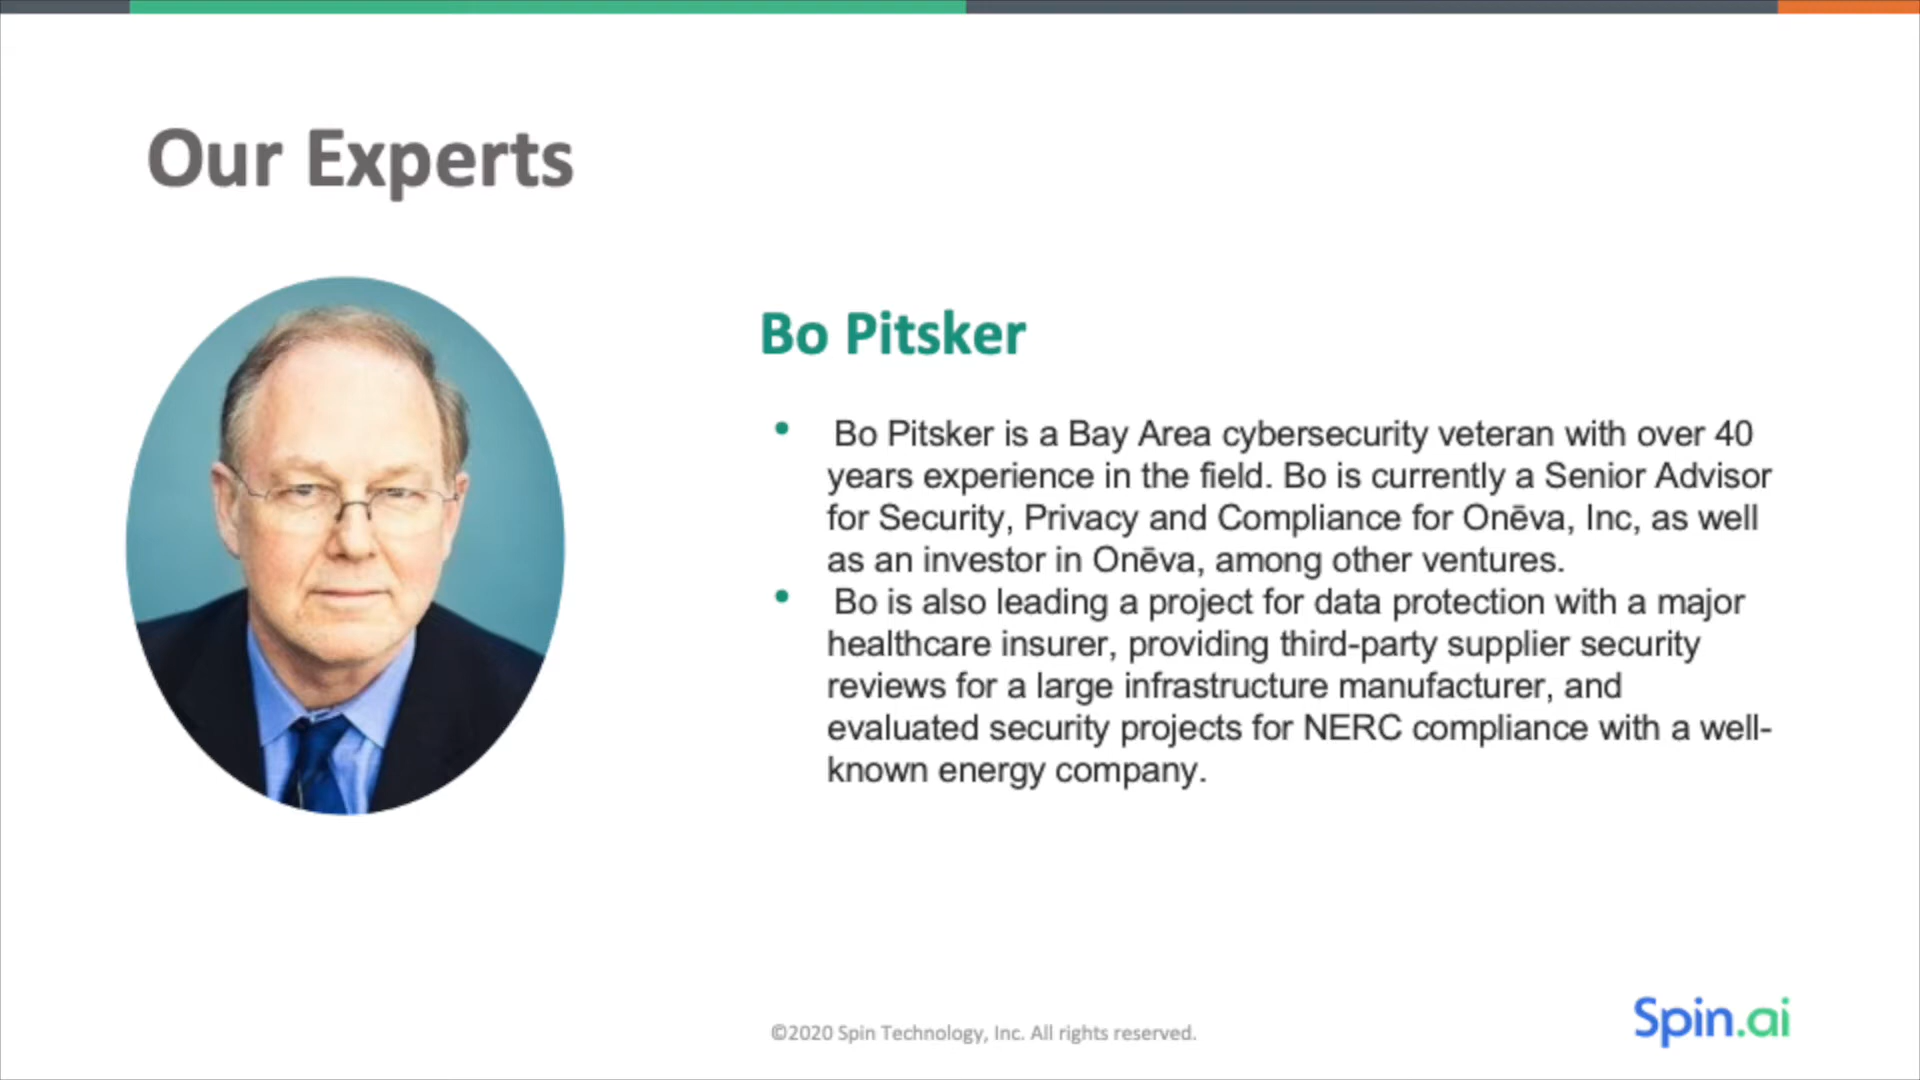 Our Experts
Bo Pitsker
• Bo Pitsker is a Bay Area cybersecurity veteran with over 40
years experience in the field. Bo is currently a Senior Advisor
for Security, Privacy and Compliance for Onēva, Inc, as well
as an investor in Onēva, among other ventures.
• Bo is also leading a project for data protection with a major
healthcare insurer, providing third-party supplier security
reviews for a large infrastructure manufacturer, and
evaluated security projects for NERC compliance with a well-
known energy company.
©2020 Spin Technology, Inc. All rights reserved.
Spin.ai